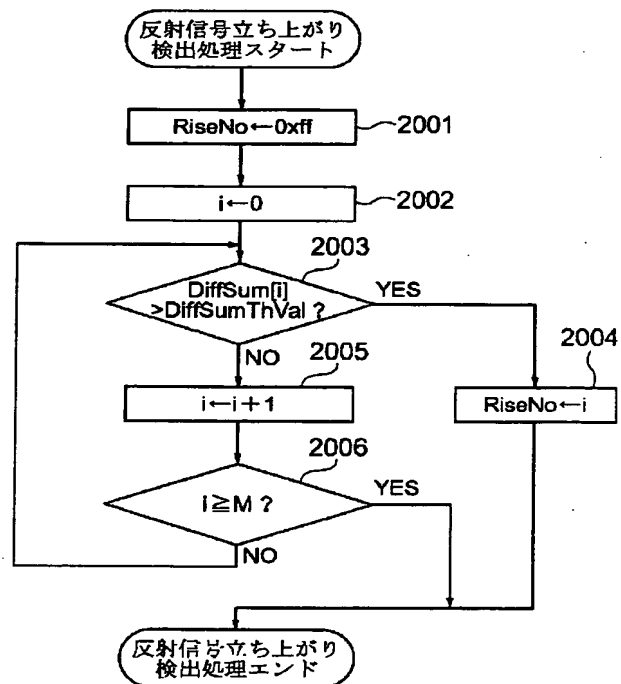 反射信号立ち上がり
検出処理スタート
RiseNo←0xff
2001
i←0
2002
2003
DiffSum[i]
>DiffSumThVal ?
YES
NO
2004
RiseNo←i
2005
i←i+1
2006
i≧M ?
YES
NO
反射信号立ち上がり
検出処理エンド